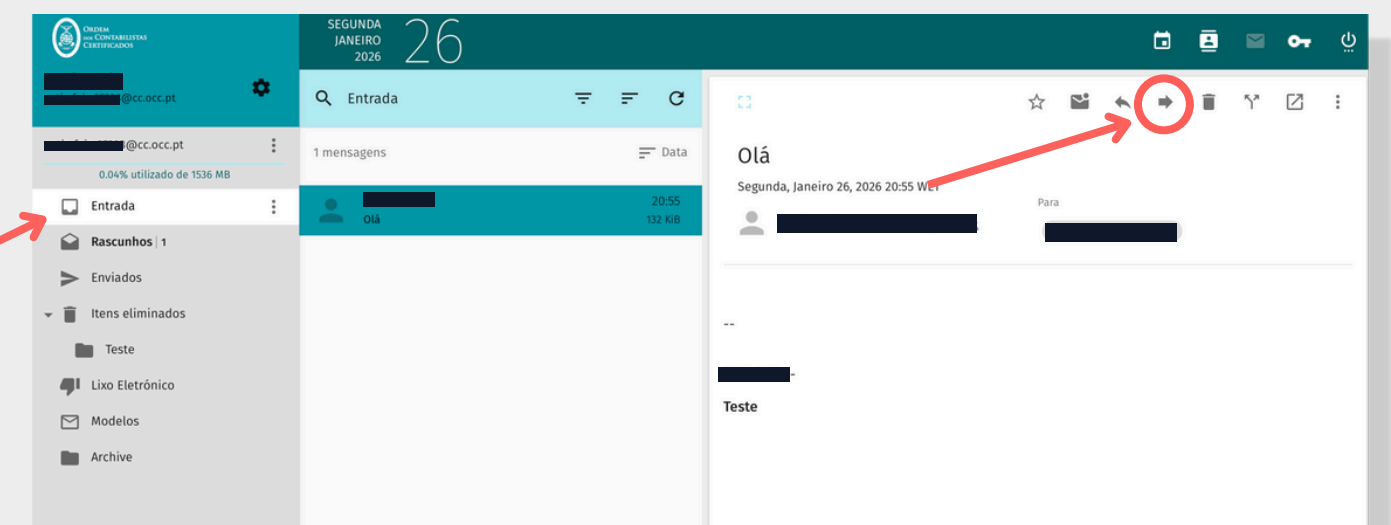 ORDEM
DOS CONTABILISTAS
CERTIFICADOS
SEGUNDA
JANEIRO
2026
26
@cc.occ.pt
Entrada
@cc.occ.pt
0.04% utilizado de 1536 MB
Entrada
Rascunhos | 1
Enviados
Itens eliminados
Teste
Lixo Eletrónico
Modelos
Archive
1 mensagens
Data
20:55
Olá
132 KiB
Olá
Segunda, Janeiro 26, 2026 20:55 WET
Para
--
-
Teste